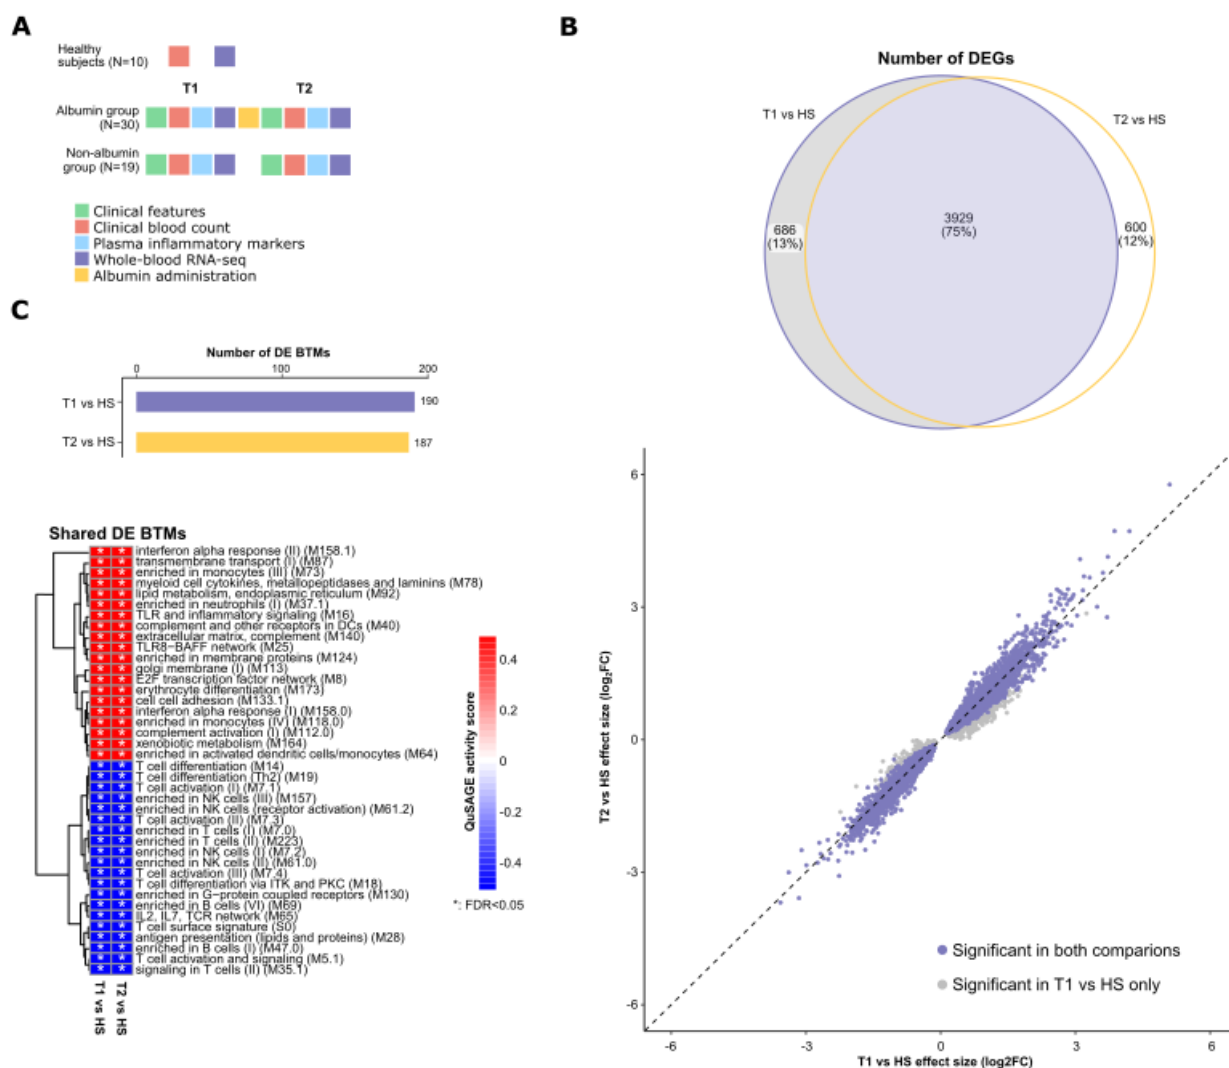 A
Healthy
subjects (N=10)
T1
T2
Albumin group
(N=30)
Non-albumin
group (N=19)
Clinical features
Clinical blood count
Plasma inflammatory markers
Whole-blood RNA-seq
Albumin administration
B
Number of DEGs
T1 vs HS
T2 vs HS
686
(13%)
3929
(75%)
600
(12%)
C
Number of DE BTMs
0
100
200
T1 vs HS
190
T2 vs HS
187
Shared DE BTMs
interferon alpha response (II) (M158.1)
transmembrane transport (I) (M87)
enriched in monocytes (III) (M73)
myeloid cell cytokines, metallopeptidases and laminins (M78)
lipid metabolism, endoplasmic reticulum (M92)
enriched in neutrophils (I) (M37.1)
TLR and inflammatory signaling (M16)
complement and other receptors in DCs (M40)
extracellular matrix, complement (M140)
TLR8−BAFF network (M25)
enriched in membrane proteins (M124)
golgi membrane (I) (M113)
E2F transcription factor network (M8)
erythrocyte differentiation (M173)
cell cell adhesion (M133.1)
interferon alpha response (I) (M158.0)
enriched in monocytes (IV) (M118.0)
complement activation (I) (M112.0)
xenobiotic metabolism (M164)
enriched in activated dendritic cells/monocytes (M64)
T cell differentiation (M14)
T cell differentiation (Th2) (M19)
T cell activation (I) (M7.1)
enriched in NK cells (III) (M157)
enriched in NK cells (receptor activation) (M61.2)
T cell activation (II) (M7.3)
enriched in T cells (I) (M7.0)
enriched in T cells (II) (M223)
enriched in NK cells (I) (M7.2)
enriched in NK cells (II) (M61.0)
T cell activation (III) (M7.4)
T cell differentiation via ITK and PKC (M18)
enriched in G−protein coupled receptors (M130)
enriched in B cells (VI) (M69)
IL2, IL7, TCR network (M65)
T cell surface signature (S0)
antigen presentation (lipids and proteins) (M28)
enriched in B cells (I) (M47.0)
T cell activation and signaling (M5.1)
signaling in T cells (II) (M35.1)
T1 vs HS
T2 vs HS
QuSAGE activity score
0.4
0.2
0
-0.2
-0.4
*: FDR<0.05
T2 vs HS effect size (log2FC)
6
3
0
-3
-6
Significant in both comparions
Significant in T1 vs HS only
-6
-3
0
3
6
T1 vs HS effect size (log2FC)